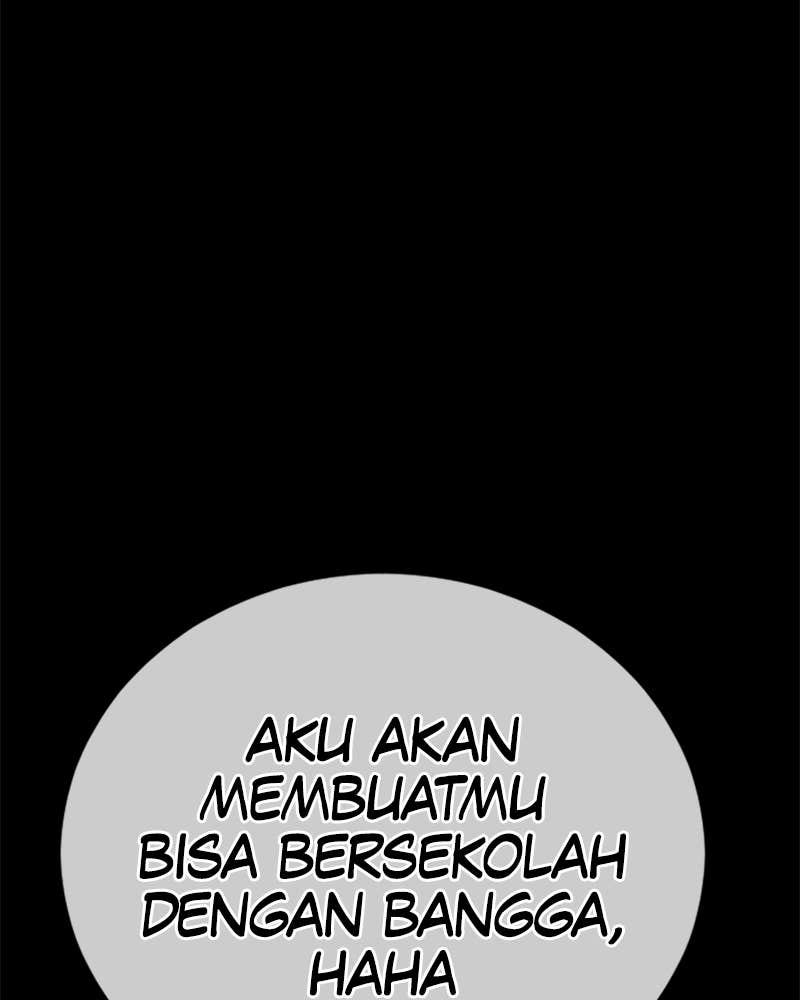 AKU AKAN
MEMBUATMU
BISA BERSEKOLAH
DENGAN BANGGA,
HAHA